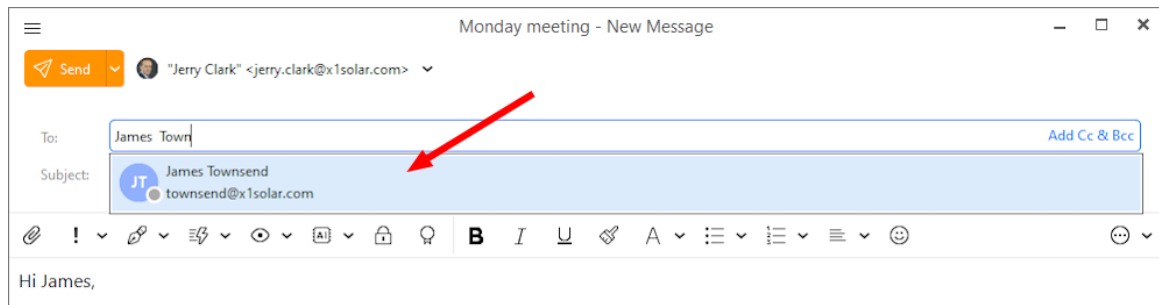 Monday meeting - New Message
Send "Jerry Clark" <jerry.clark@x1solar.com>
To: James  Town Add Cc & Bcc
Subject:
JT James Townsend
townsend@x1solar.com
! AI B I U A
Hi James,